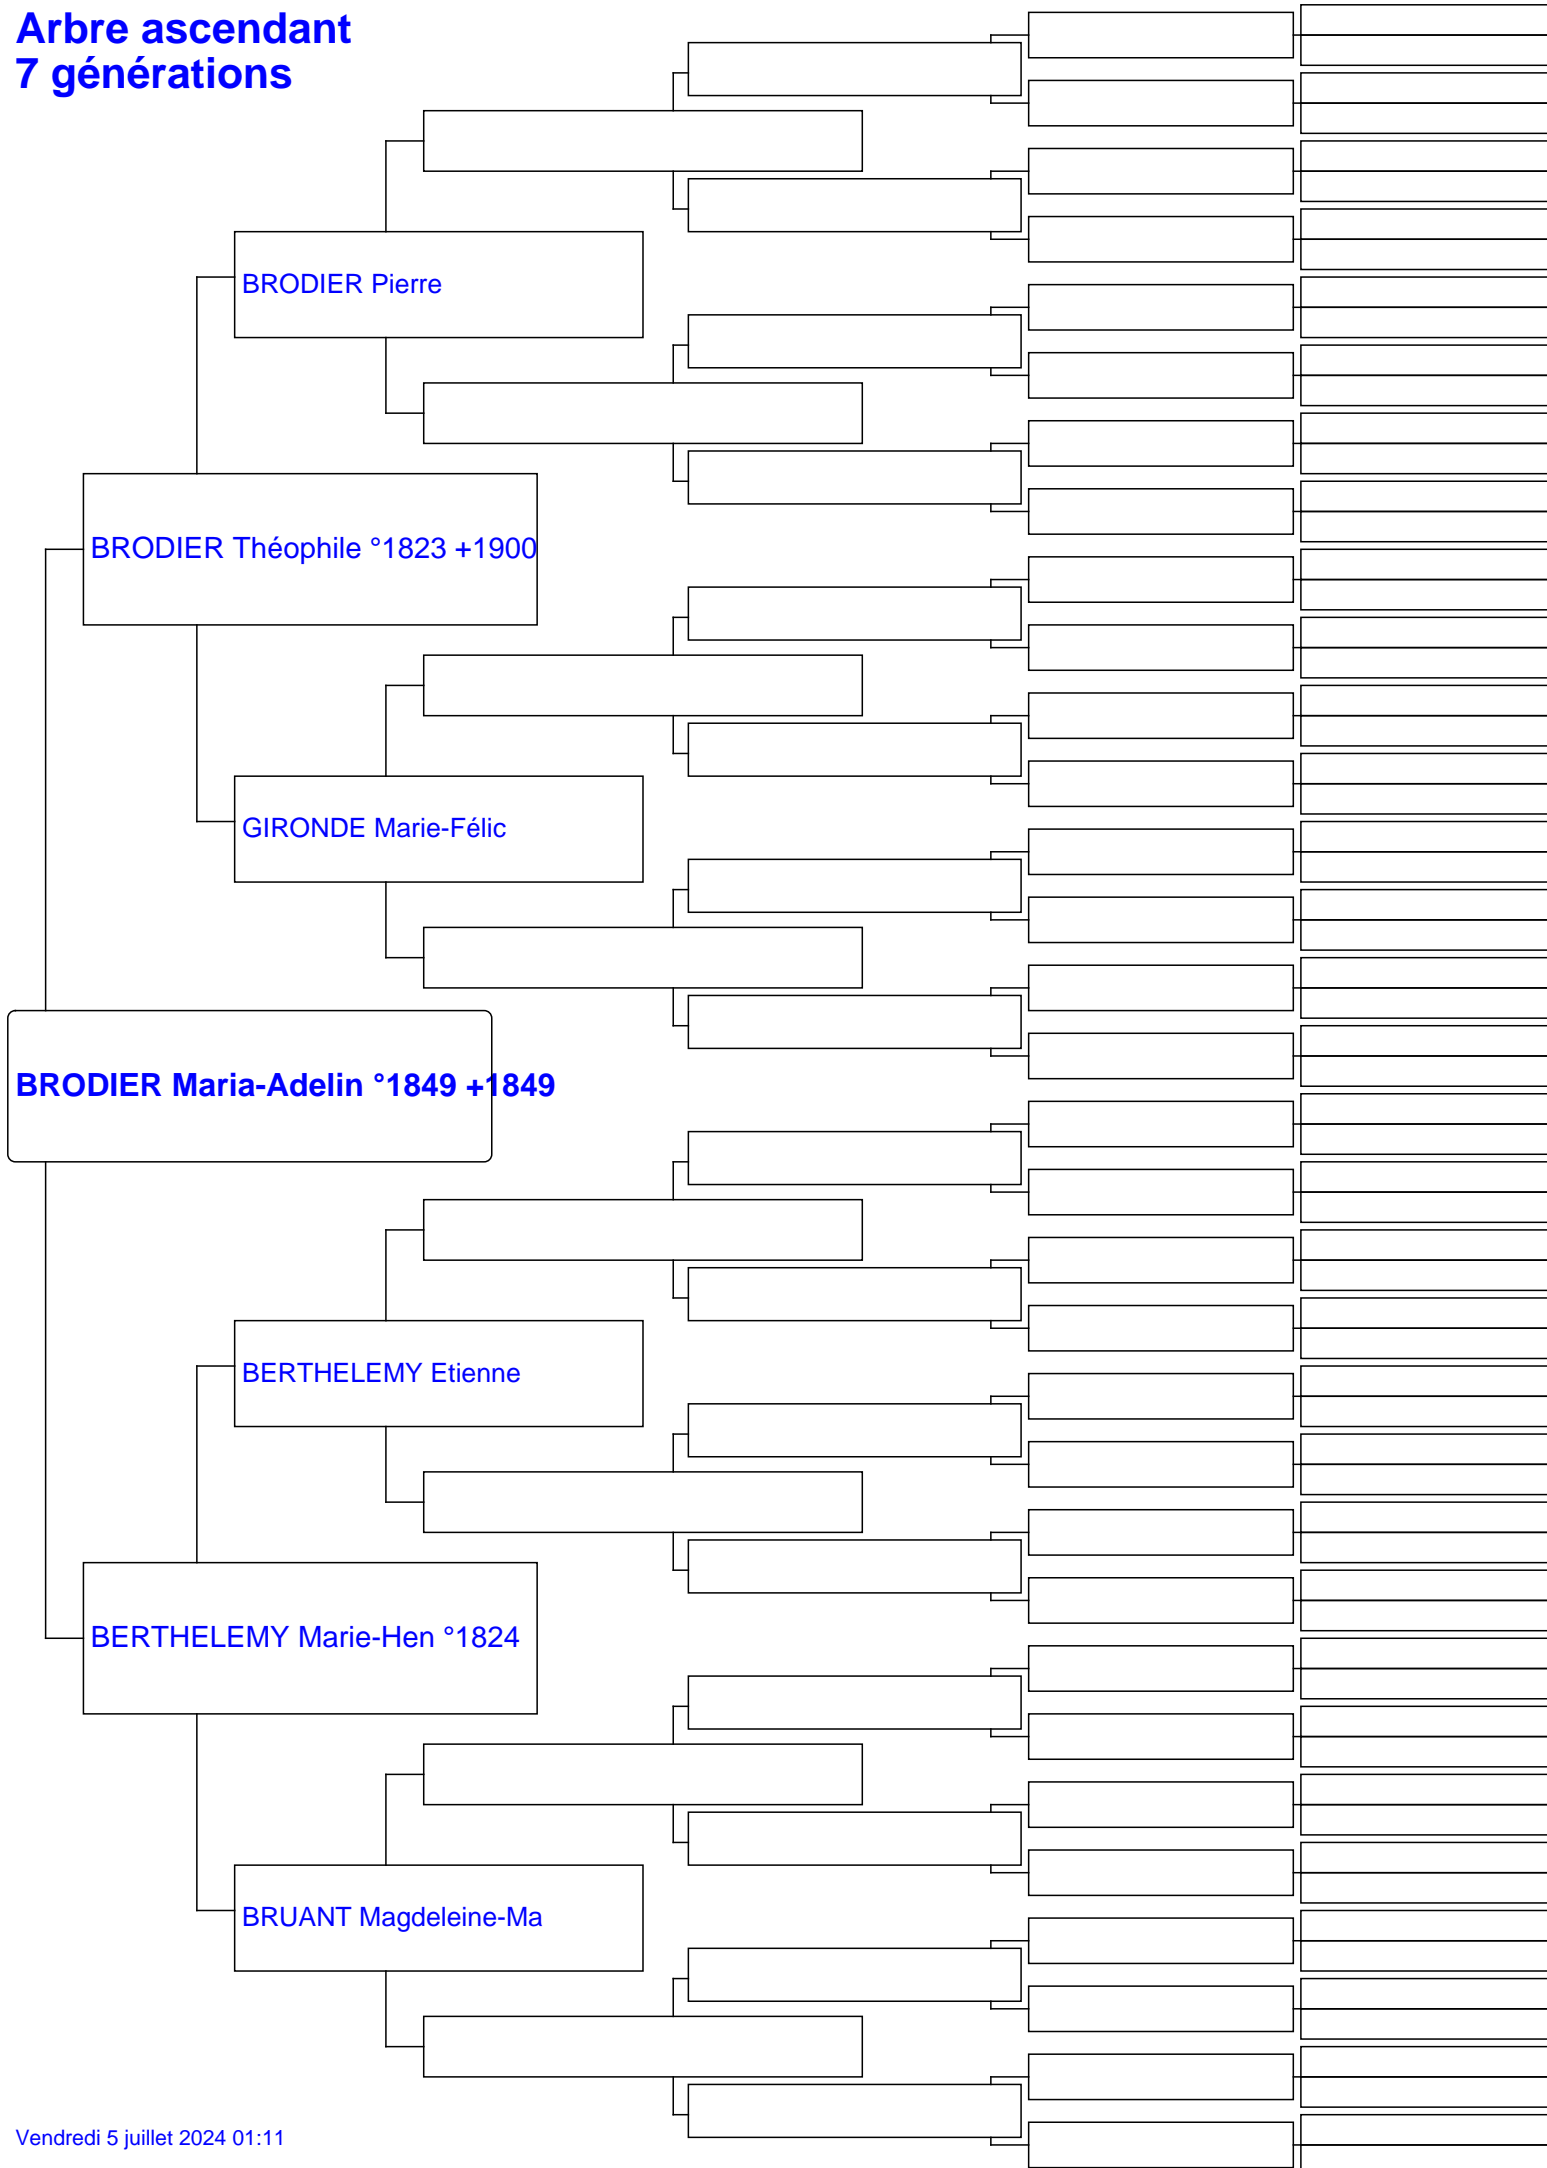 Arbre ascendant
7 générations
BRODIER Pierre
BRODIER Théophile °1823 +1900
GIRONDE Marie-Félic
BRODIER Maria-Adelin °1849 +1849
BERTHELEMY Etienne
BERTHELEMY Marie-Hen °1824
BRUANT Magdeleine-Ma
Vendredi 5 juillet 2024 01:11